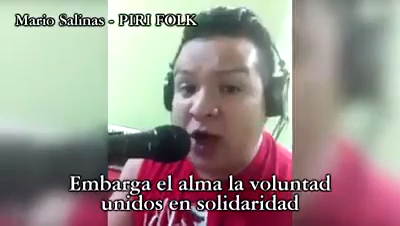 Mario Salinas - PIRI FOLK
Embarga el alma la voluntad
unidos en solidaridad